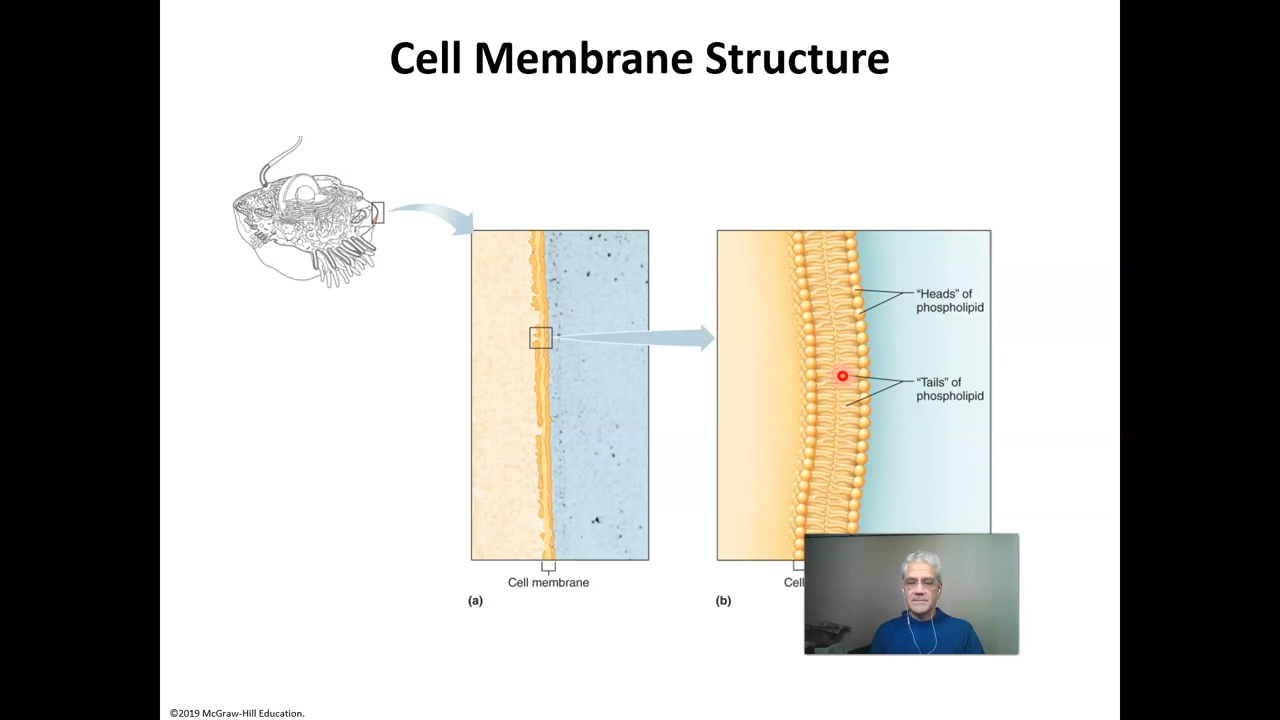 Cell Membrane Structure
"Heads" of
phospholipid
"Tails" of
phospholipid
Cell membrane
Cell
(a)
(b)
©2019 McGraw-Hill Education.